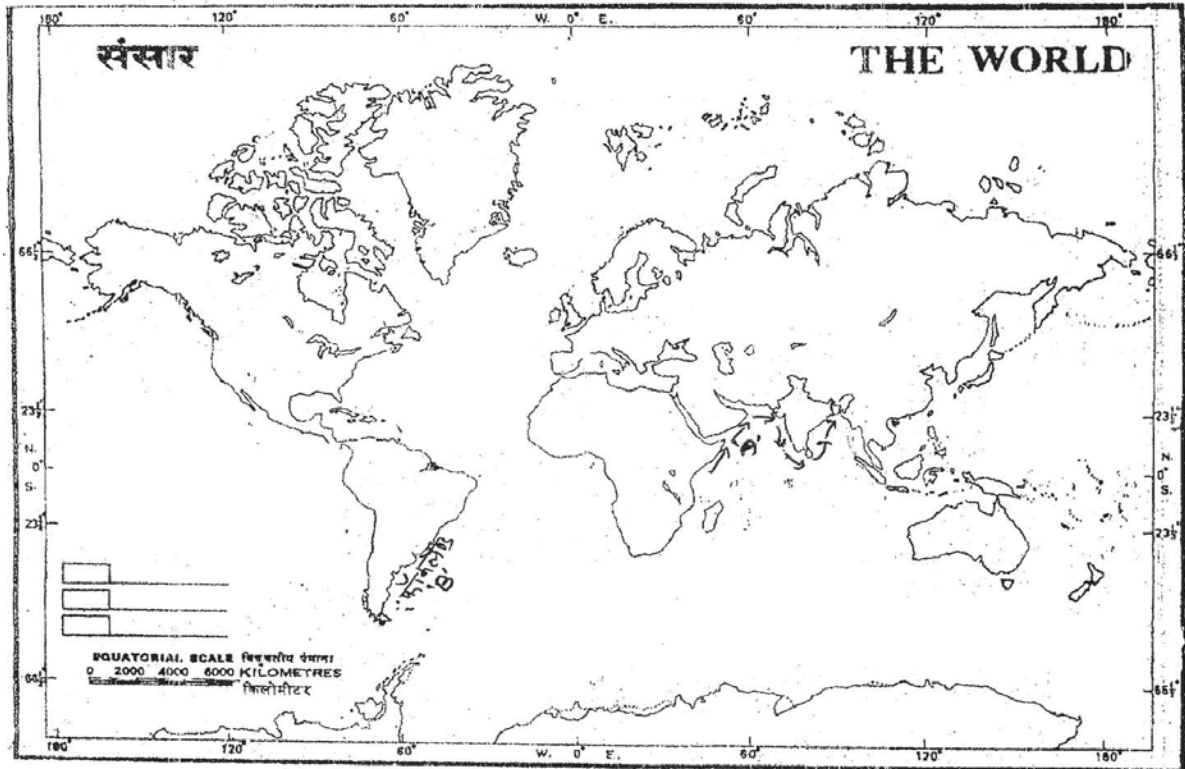 180° 120° 60° W. 0° E. 60° 120° 180°
संसार THE WORLD
66½° 66½°
23½° 23½°
N. N.
0° 0°
S. S.
23½° 23½°
'A'
फाकलैंड
'B'
EQUATORIAL SCALE विषुवतीय पैमाना
0 2000 4000 6000 KILOMETRES
किलोमीटर
66½° 66½°
180° 120° 60° W. 0° E. 60° 120° 180°